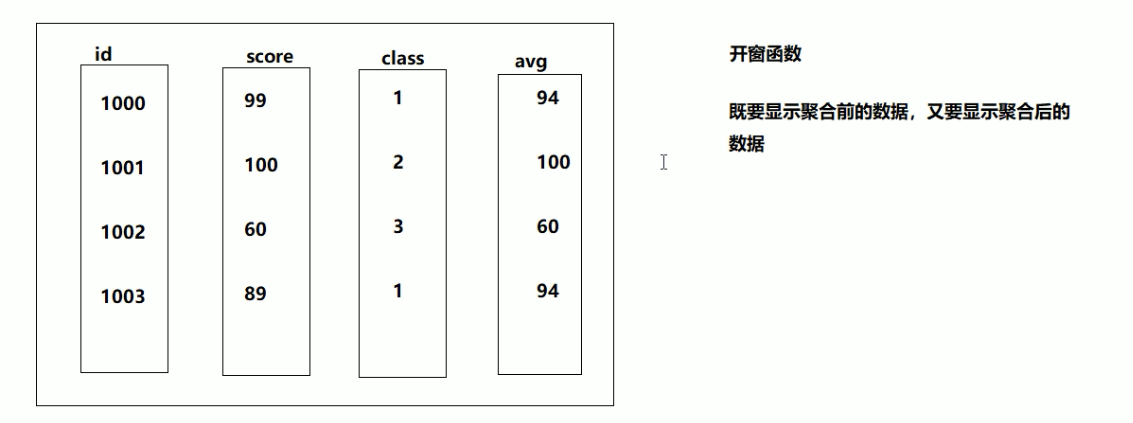 id score class avg
1000 99 1 94
1001 100 2 100
1002 60 3 60
1003 89 1 94
开窗函数
既要显示聚合前的数据，又要显示聚合后的
数据